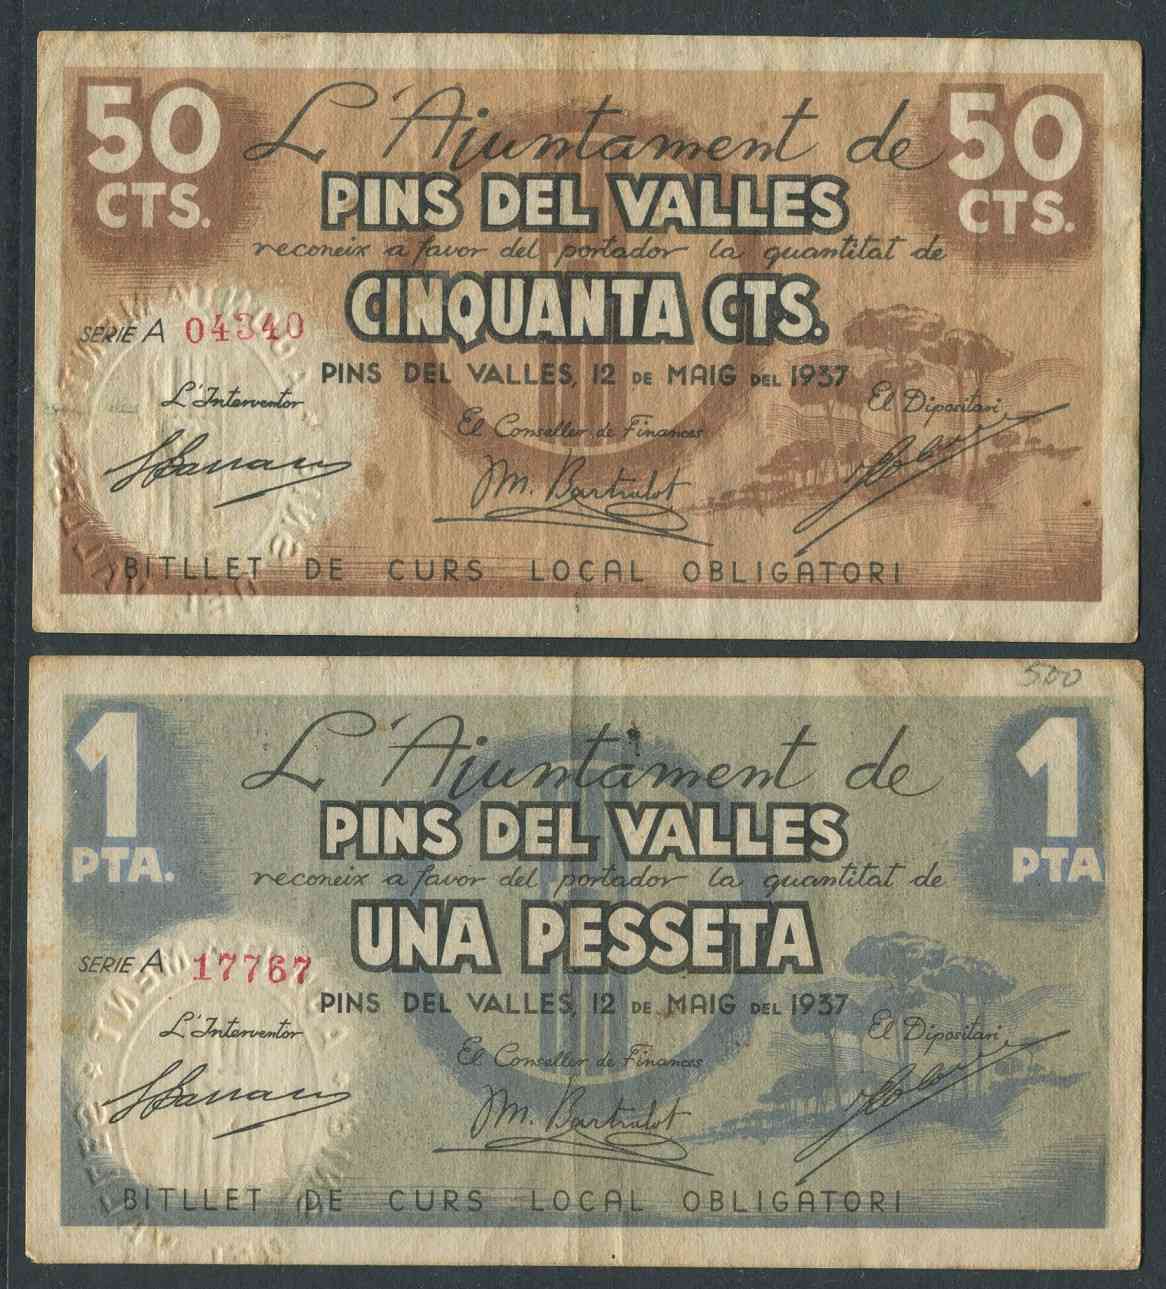 50 CTS.
L'Ajuntament de
50 CTS.
PINS DEL VALLES
reconeix a favor del portador la quantitat de
CINQUANTA CTS.
SERIE A 04340
PINS DEL VALLES, 12 DE MAIG DEL 1937
L'Interventor
El Conseller de Finances
El Dipositari,
M. Bartralot
BITLLET DE CURS LOCAL OBLIGATORI
500
1 PTA.
L'Ajuntament de
1 PTA
PINS DEL VALLES
reconeix a favor del portador la quantitat de
UNA PESSETA
SERIE A 17767
PINS DEL VALLES, 12 DE MAIG DEL 1937
L'Interventor
El Conseller de Finances
El Dipositari,
M. Bartralot
BITLLET DE CURS LOCAL OBLIGATORI